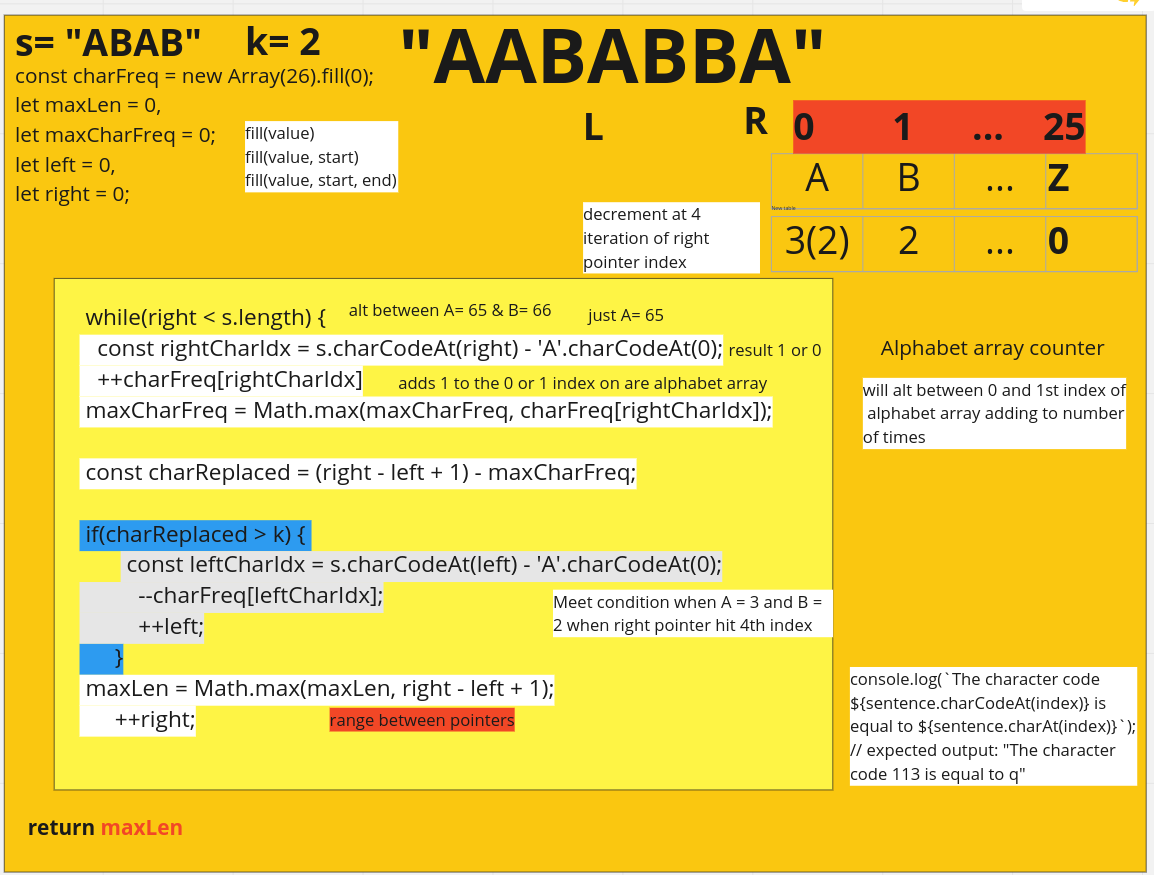 s= "ABAB" k= 2
"AABABBA"
const charFreq = new Array(26).fill(0);
let maxLen = 0,
let maxCharFreq = 0;
let left = 0,
let right = 0;
fill(value)
fill(value, start)
fill(value, start, end)
L
R
0 1 ... 25
A B ... Z
New table
3(2) 2 ... 0
decrement at 4
iteration of right
pointer index
while(right < s.length) {
alt between A= 65 & B= 66
just A= 65
const rightCharIdx = s.charCodeAt(right) - 'A'.charCodeAt(0);
result 1 or 0
++charFreq[rightCharIdx]
adds 1 to the 0 or 1 index on are alphabet array
maxCharFreq = Math.max(maxCharFreq, charFreq[rightCharIdx]);
const charReplaced = (right - left + 1) - maxCharFreq;
if(charReplaced > k) {
const leftCharIdx = s.charCodeAt(left) - 'A'.charCodeAt(0);
--charFreq[leftCharIdx];
++left;
}
Meet condition when A = 3 and B =
2 when right pointer hit 4th index
maxLen = Math.max(maxLen, right - left + 1);
++right;
range between pointers
Alphabet array counter
will alt between 0 and 1st index of
alphabet array adding to number
of times
console.log(`The character code
${sentence.charCodeAt(index)} is
equal to ${sentence.charAt(index)}`);
// expected output: "The character
code 113 is equal to q"
return maxLen